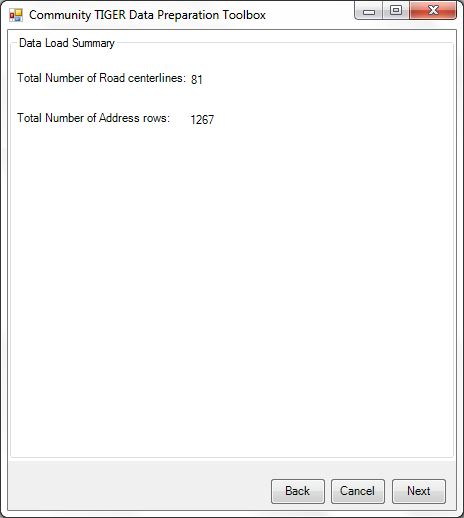 Community TIGER Data Preparation Toolbox
Data Load Summary
Total Number of Road centerlines: 81
Total Number of Address rows: 1267
Back Cancel Next